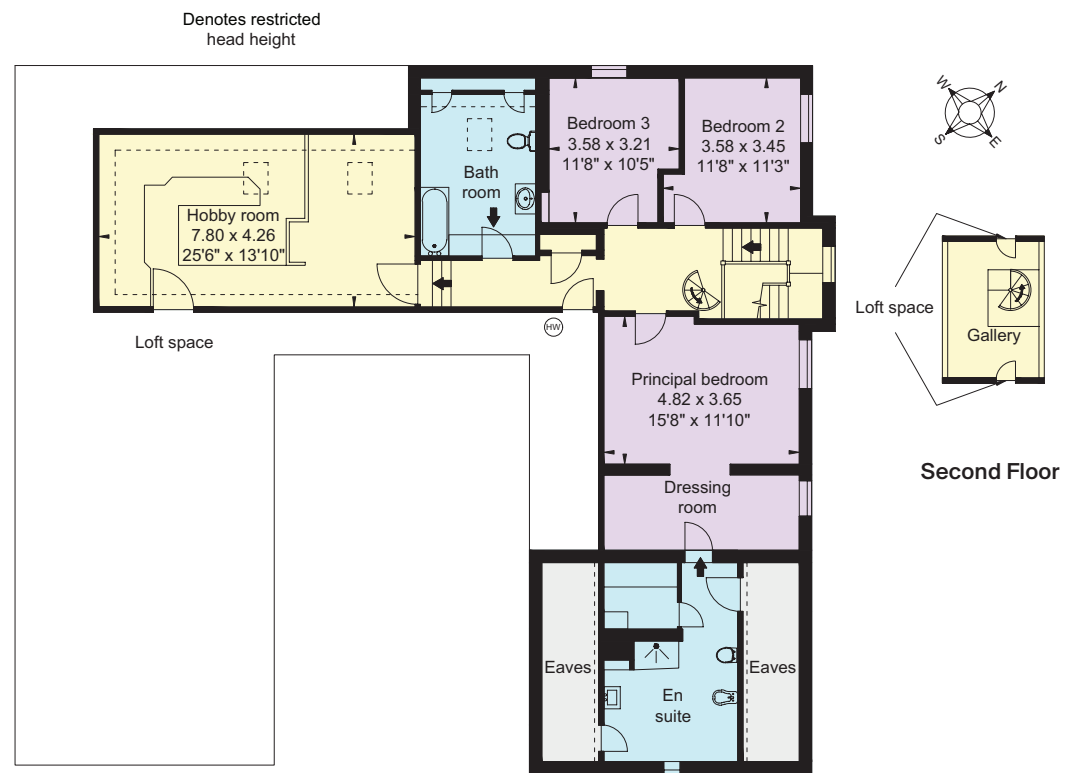 Denotes restricted
head height
W
N
S
E
Bedroom 3
3.58 x 3.21
11'8" x 10'5"
Bedroom 2
3.58 x 3.45
11'8" x 11'3"
Bath
room
Hobby room
7.80 x 4.26
25'6" x 13'10"
Loft space
HW
Loft space
Gallery
Principal bedroom
4.82 x 3.65
15'8" x 11'10"
Second Floor
Dressing
room
Eaves
En
suite
Eaves